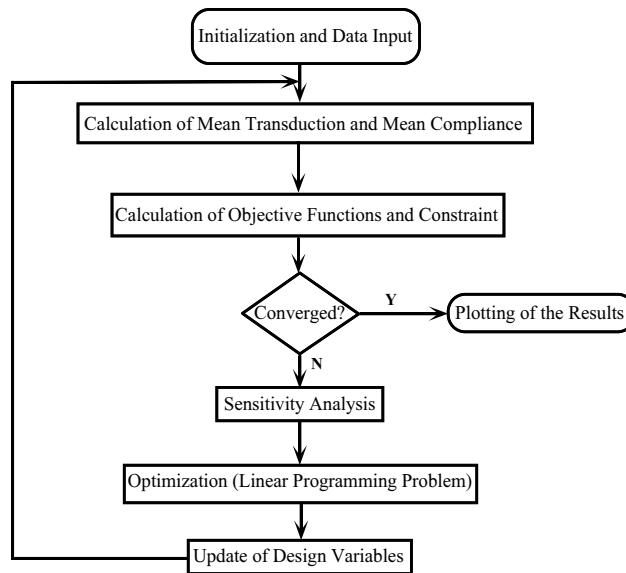 Initialization and Data Input
Calculation of Mean Transduction and Mean Compliance
Calculation of Objective Functions and Constraint
Converged?
Y
Plotting of the Results
N
Sensitivity Analysis
Optimization (Linear Programming Problem)
Update of Design Variables